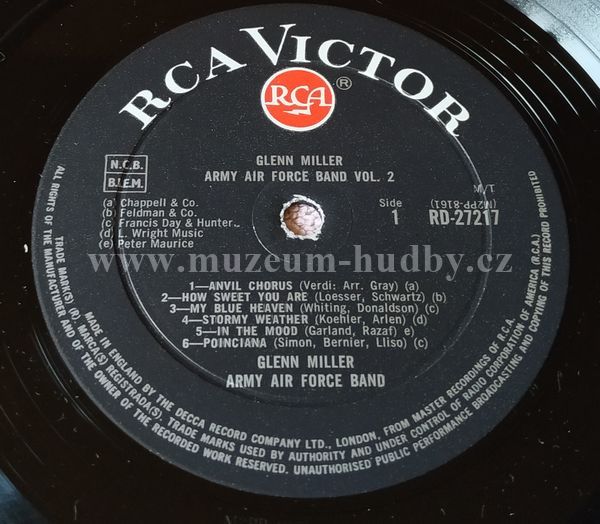 RCA VICTOR
RCA ®
GLENN MILLER
ARMY AIR FORCE BAND VOL. 2
N.C.B.
B.I.E.M.
(a) Chappell & Co.
(b) Feldman & Co.
(c) Francis Day & Hunter
(d) L. Wright Music
(e) Peter Maurice
Side
1
1/M
(M2PP-8161)
RD-27217
www.muzeum-hudby.cz
1—ANVIL CHORUS (Verdi: Arr. Gray) (a)
2—HOW SWEET YOU ARE (Loesser, Schwartz) (b)
3—MY BLUE HEAVEN (Whiting, Donaldson) (c)
4—STORMY WEATHER (Koehler, Arlen) (d)
5—IN THE MOOD (Garland, Razaf) (e)
6—POINCIANA (Simon, Bernier, Lliso) (c)
GLENN MILLER
ARMY AIR FORCE BAND
ALL RIGHTS OF THE MANUFACTURER AND OF THE OWNER OF THE RECORDED WORK RESERVED. UNAUTHORISED PUBLIC PERFORMANCE BROADCASTING AND COPYING OF THIS RECORD PROHIBITED
TRADE MARK(S) (R) MARCA(S) REGISTRADA(S). TRADE MARKS USED BY AUTHORITY AND UNDER CONTROL OF RADIO CORPORATION OF AMERICA (R.C.A.)
MADE IN ENGLAND BY THE DECCA RECORD COMPANY LTD., LONDON, FROM MASTER RECORDINGS OF R.C.A.